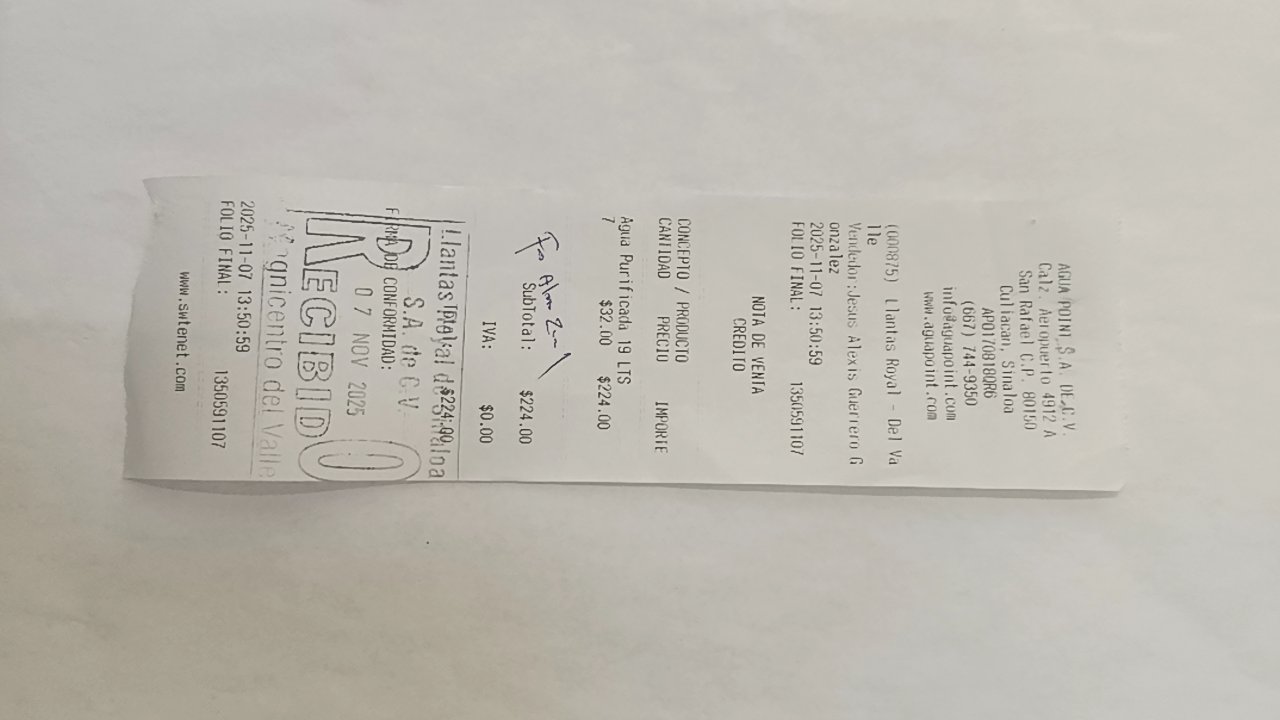 AGUA POINT S.A. DE C.V.
Calz. Aeropuerto 4912 A
San Rafael C.P. 80150
Culiacan, Sinaloa
APO170818QR6
(667) 744-9350
info@aguapoint.com
www.aguapoint.com
(000875) Llantas Royal - Del Va
lle
Vendedor:Jesus Alexis Guerrero G
onzalez
2025-11-07 13:50:59
FOLIO FINAL: 1350591107
NOTA DE VENTA
CREDITO
CONCEPTO / PRODUCTO
CANTIDAD PRECIO IMPORTE
Agua Purificada 19 LTS
7 $32.00 $224.00
SubTotal: $224.00
IVA: $0.00
$224.00
Llantas Royal de Sinaloa
S.A. de C.V.
FIRMA DE CONFORMIDAD:
07 NOV 2025
RECIBIDO
del Valle
2025-11-07 13:50:59
FOLIO FINAL: 1350591107
www.switanet.com